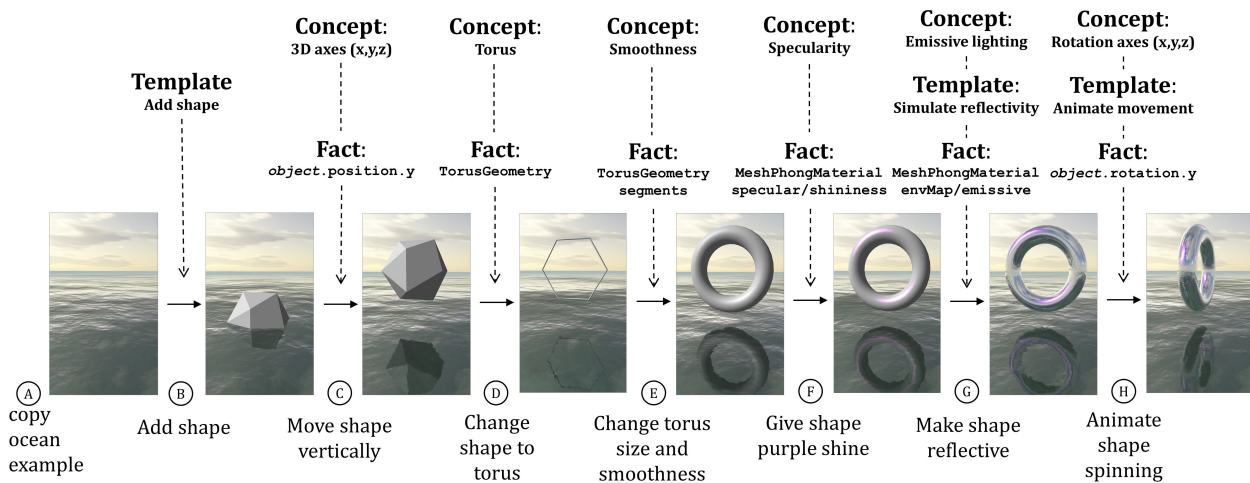 Template
Add shape
Concept:
3D axes (x,y,z)
Fact:
object.position.y
Concept:
Torus
Fact:
TorusGeometry
Concept:
Smoothness
Fact:
TorusGeometry
segments
Concept:
Specularity
Fact:
MeshPhongMaterial
specular/shininess
Concept:
Emissive lighting
Template:
Simulate reflectivity
Fact:
MeshPhongMaterial
envMap/emissive
Concept:
Rotation axes (x,y,z)
Template:
Animate movement
Fact:
object.rotation.y
A
copy
ocean
example
B
Add shape
C
Move shape
vertically
D
Change
shape to
torus
E
Change torus
size and
smoothness
F
Give shape
purple shine
G
Make shape
reflective
H
Animate
shape
spinning